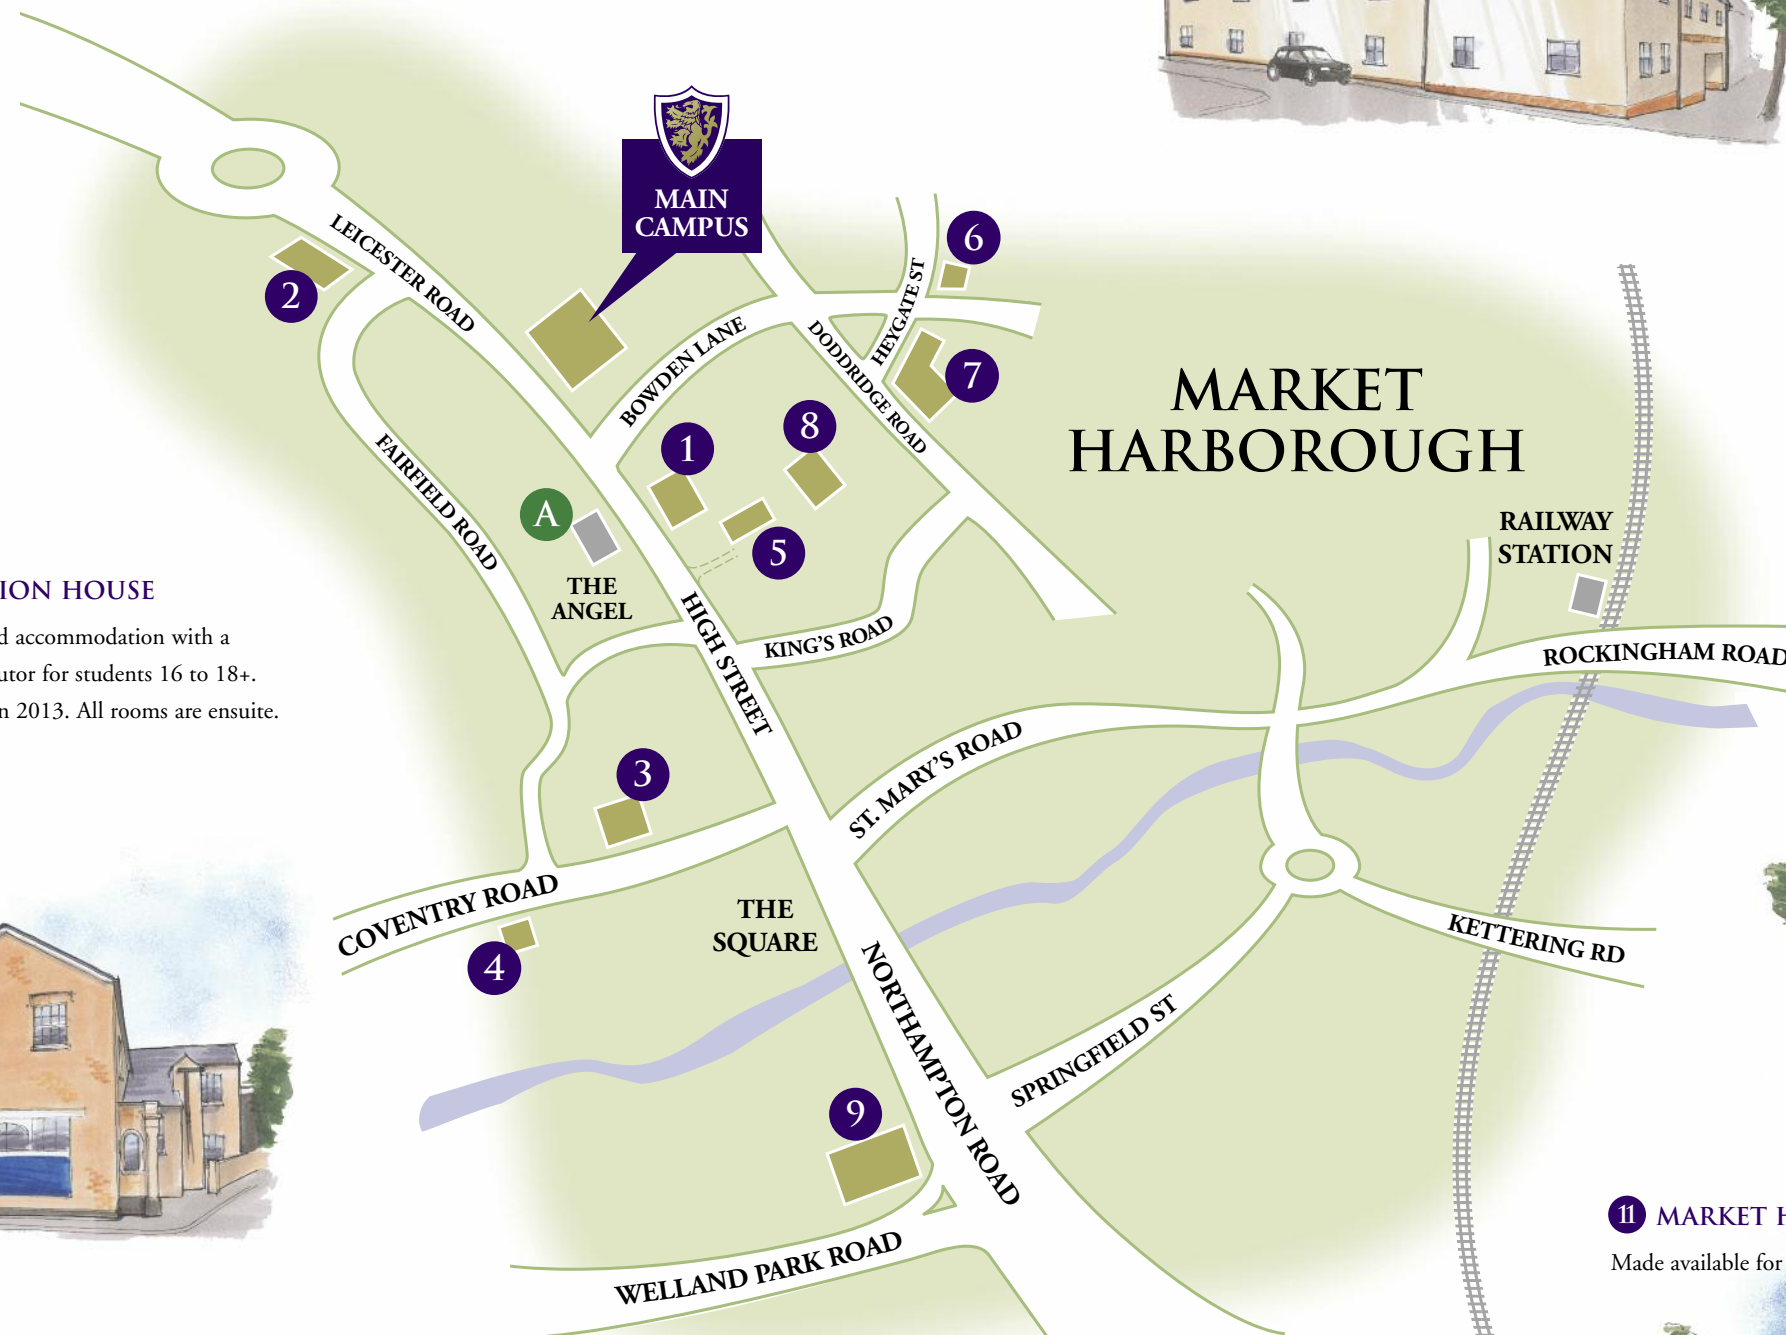 MAIN
CAMPUS
6
LEICESTER ROAD
2
HEYGATE ST
BOWDEN LANE
DODDRIDGE ROAD
7
MARKET
HARBOROUGH
8
1
FAIRFIELD ROAD
A
5
RAILWAY
STATION
THE
ANGEL
HOUSE
accommodation with a
for students 16 to 18+.
2013. All rooms are ensuite.
HIGH STREET
KING'S ROAD
ROCKINGHAM ROAD
ST. MARY'S ROAD
3
COVENTRY ROAD
THE
SQUARE
4
KETTERING RD
NORTHAMPTON ROAD
SPRINGFIELD ST
9
WELLAND PARK ROAD
11 MARKET
Made available for